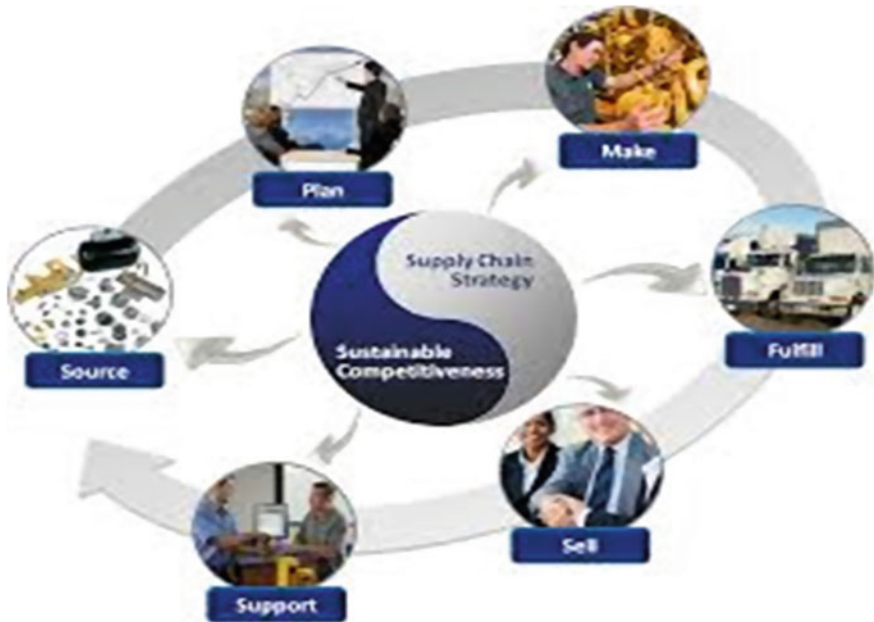 Make
Plan
Supply Chain
Strategy
Sustainable
Competitiveness
Fulfill
Source
Sell
Support